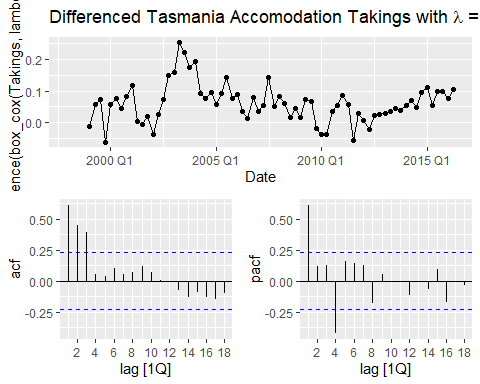 Differenced Tasmania Accomodation Takings with λ =
ence(box_cox(Takings, lamb
0.2
0.1
0.0
2000 Q1 2005 Q1 2010 Q1 2015 Q1
Date
acf
0.50
0.25
0.00
-0.25
2 4 6 8 10 12 14 16 18
lag [1Q]
pacf
0.50
0.25
0.00
-0.25
2 4 6 8 10 12 14 16 18
lag [1Q]